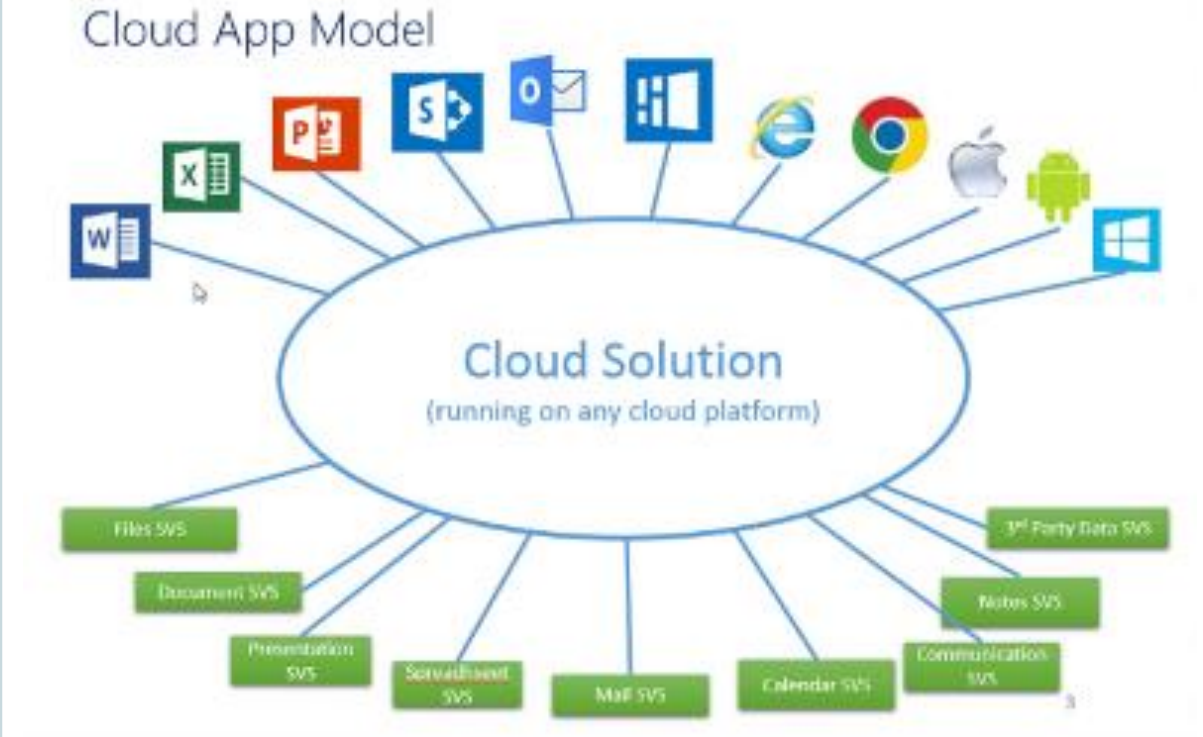 Cloud App Model
W
X
P
S
O
Cloud Solution
(running on any cloud platform)
Files SVS
3rd Party Data SVS
Document SVS
Notes SVS
Presentation
SVS
Communication
SVS
Spreadsheet
SVS
Mail SVS
Calendar SVS
3